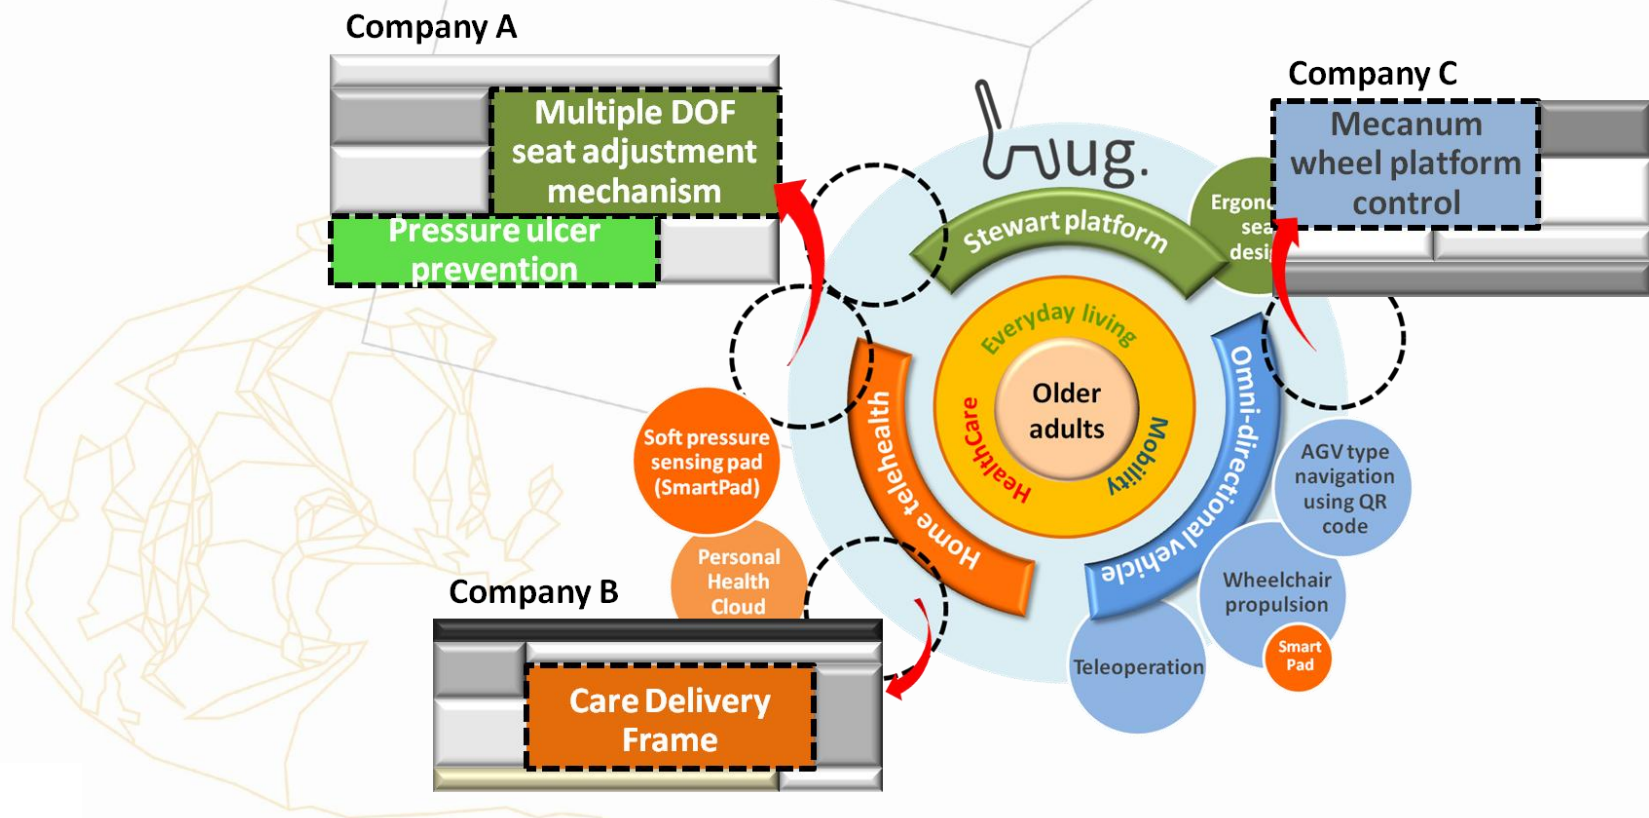 Company A
Multiple DOF
seat adjustment
mechanism
Pressure ulcer
prevention
Hug.
Company C
Mecanum
wheel platform
control
Stewart platform
Everyday living
HealthCare
Mobility
Older
adults
Home telehealth
Omni-directional vehicle
Soft pressure
sensing pad
(SmartPad)
Personal
Health
Cloud
AGV type
navigation
using QR
code
Wheelchair
propulsion
Smart
Pad
Teleoperation
Company B
Care Delivery
Frame